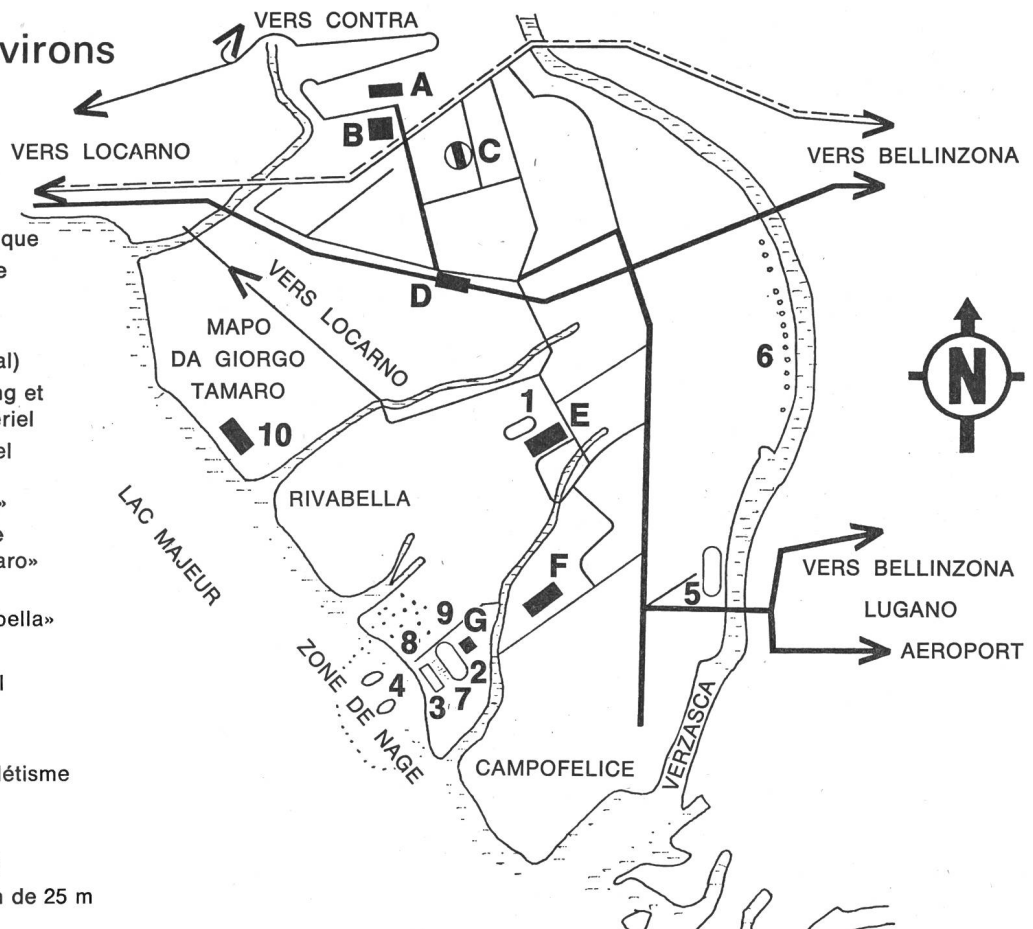 virons
que
e
al)
ng et
ériel
el
»
e
aro»
bella»
l
létisme
n de 25 m
VERS CONTRA
A
B
C
VERS LOCARNO
VERS BELLINZONA
D
VERS LOCARNO
MAPO
DA GIORGO
TAMARO
6
N
1
E
10
RIVABELLA
LAC MAJEUR
F
5
VERS BELLINZONA
LUGANO
AEROPORT
9
G
8
2
4
3
7
ZONE DE NAGE
CAMPOFELICE
VERZASCA